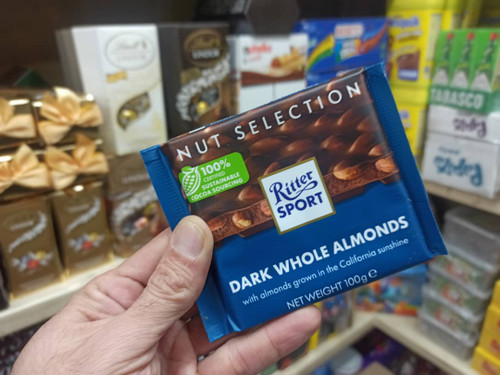 NUT SELECTION
100%
CERTIFIED
SUSTAINABLE
COCOA SOURCING
Ritter
SPORT
DARK WHOLE ALMONDS
with almonds grown in the California sunshine
NET WEIGHT 100g e
Lindt
LINDOR
TABASCO